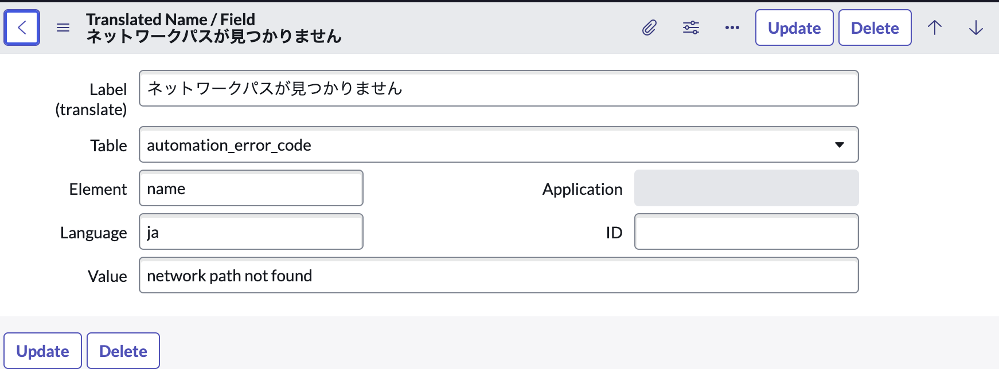 Translated Name / Field
ネットワークパスが見つかりません
Update
Delete
Label
(translate)
ネットワークパスが見つかりません
Table
automation_error_code
Element
name
Application
Language
ja
ID
Value
network path not found
Update
Delete